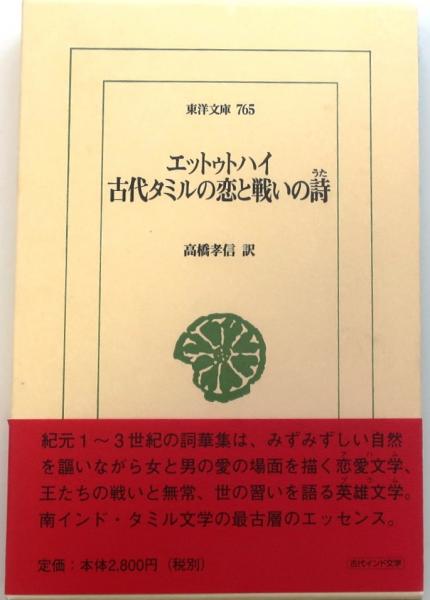 東洋文庫 765
エットゥトハイ
古代タミルの恋と戦いの詩
うた
高橋孝信 訳
紀元1〜3世紀の詞華集は、みずみずしい自然
を謳いながら女と男の愛の場面を描く恋愛文学、
アハム
王たちの戦いと無常、世の習いを語る英雄文学。
プラム
南インド・タミル文学の最古層のエッセンス。
定価：本体2,800円（税別）
古代インド文学